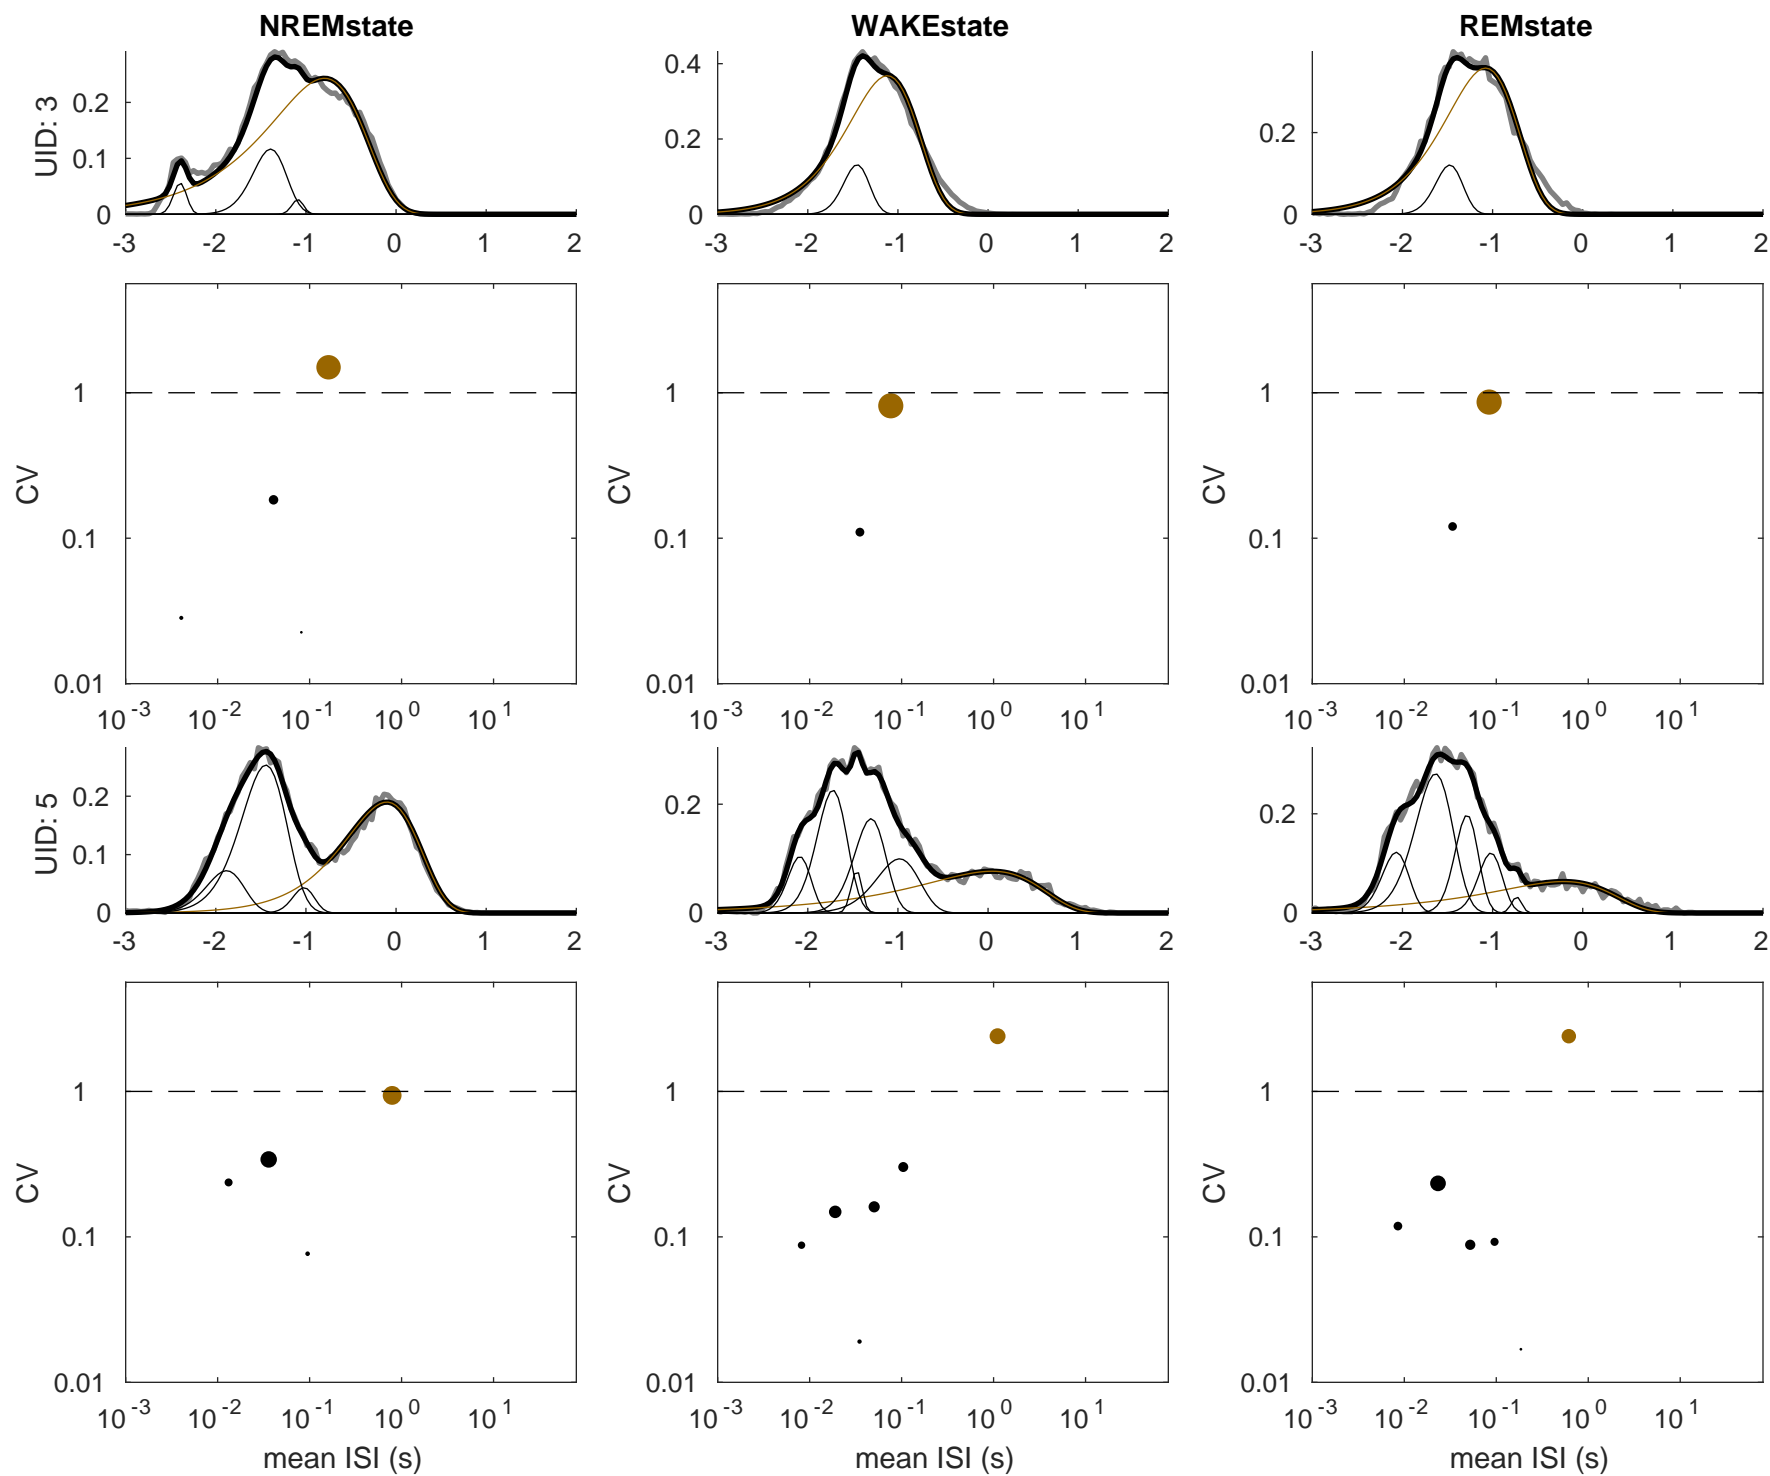 NREMstate WAKEstate REMstate
UID: 3
0.2 0.4
0.1 0.2 0.2
0 0 0
-3 -2 -1 0 1 2 -3 -2 -1 0 1 2 -3 -2 -1 0 1 2
1 1 1
CV CV CV
0.1 0.1 0.1
0.01 0.01 0.01
10^-3 10^-2 10^-1 10^0 10^1 10^-3 10^-2 10^-1 10^0 10^1 10^-3 10^-2 10^-1 10^0 10^1
UID: 5
0.2 0.2 0.2
0.1
0 0 0
-3 -2 -1 0 1 2 -3 -2 -1 0 1 2 -3 -2 -1 0 1 2
1 1 1
CV CV CV
0.1 0.1 0.1
0.01 0.01 0.01
10^-3 10^-2 10^-1 10^0 10^1 10^-3 10^-2 10^-1 10^0 10^1 10^-3 10^-2 10^-1 10^0 10^1
mean ISI (s) mean ISI (s) mean ISI (s)